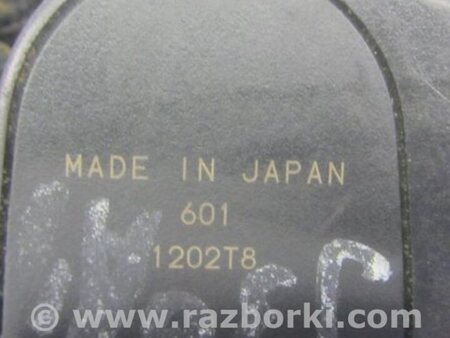 MADE IN JAPAN
601
1202T8
© www.razborki.com